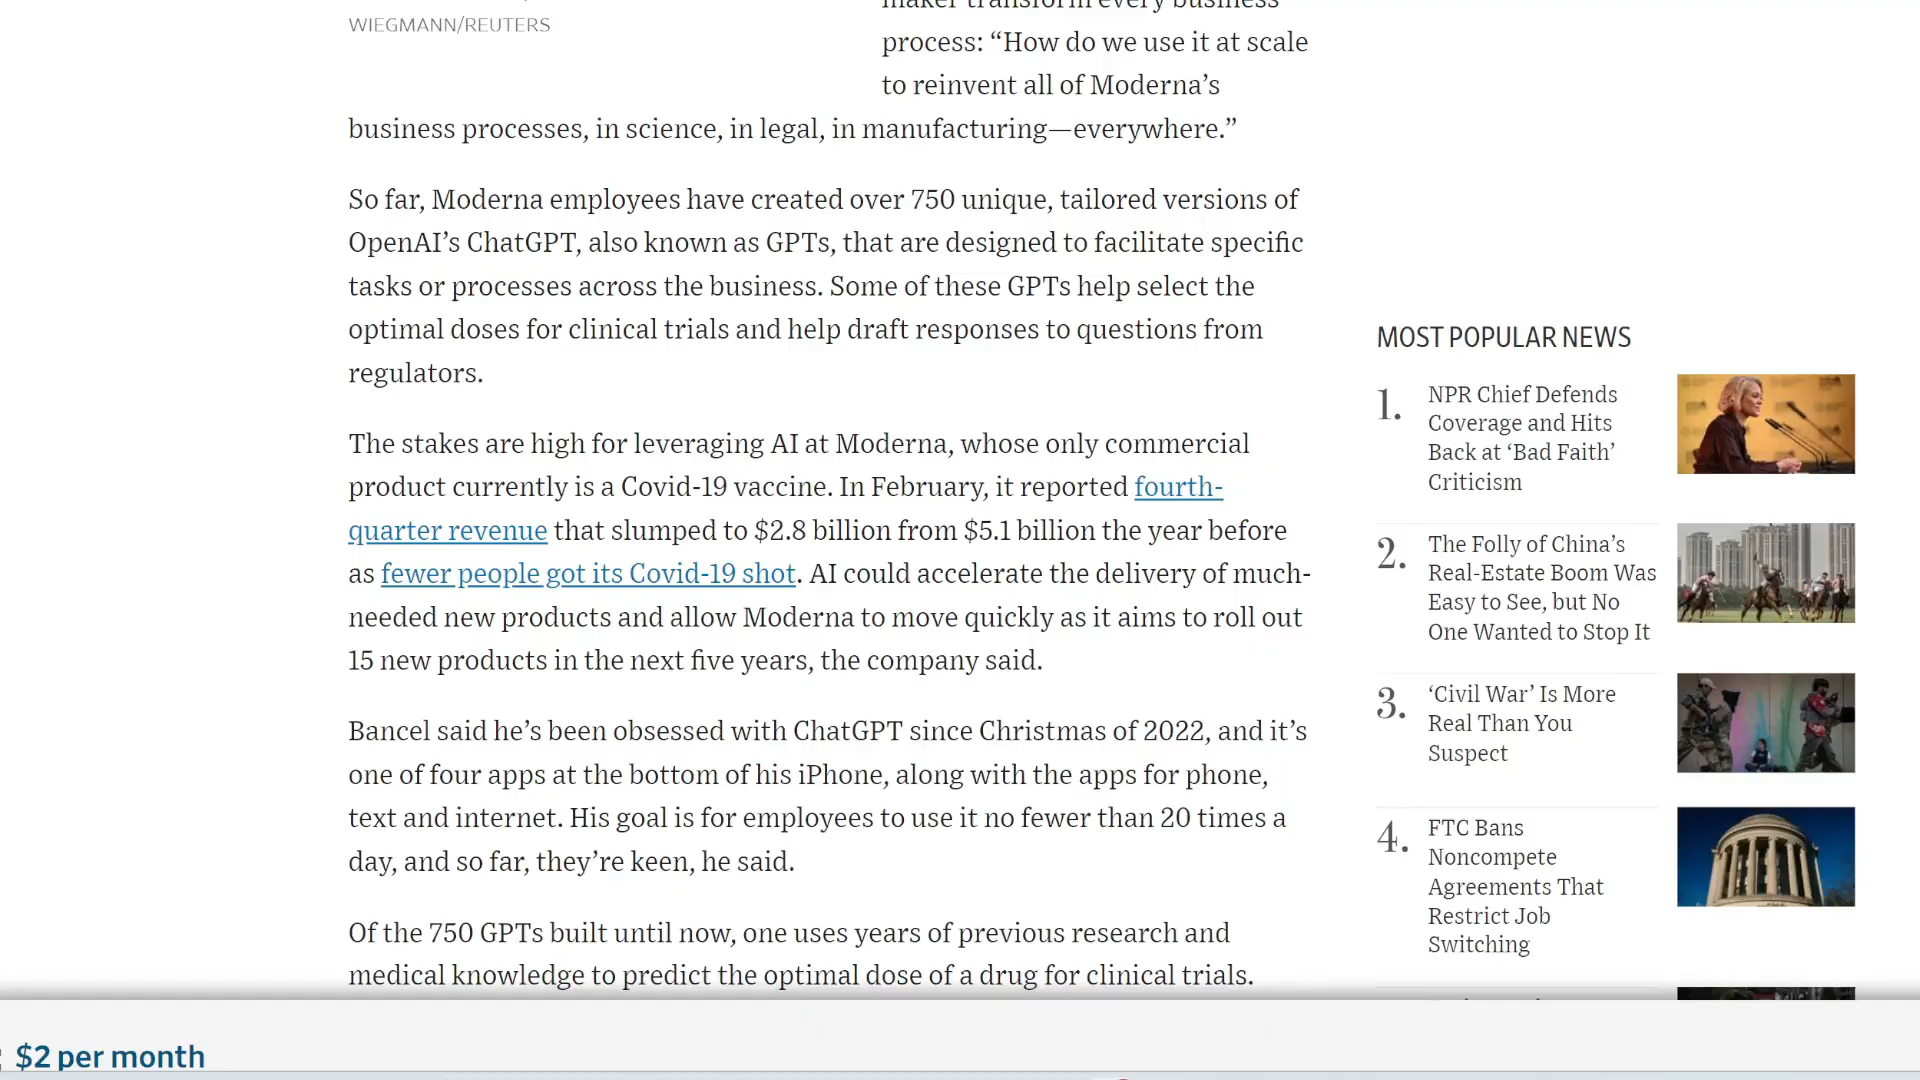 maker transform every business
WIEGMANN/REUTERS
process: “How do we use it at scale
to reinvent all of Moderna’s
business processes, in science, in legal, in manufacturing—everywhere.”
So far, Moderna employees have created over 750 unique, tailored versions of
OpenAI’s ChatGPT, also known as GPTs, that are designed to facilitate specific
tasks or processes across the business. Some of these GPTs help select the
optimal doses for clinical trials and help draft responses to questions from
regulators.
The stakes are high for leveraging AI at Moderna, whose only commercial
product currently is a Covid-19 vaccine. In February, it reported fourth-
quarter revenue that slumped to $2.8 billion from $5.1 billion the year before
as fewer people got its Covid-19 shot. AI could accelerate the delivery of much-
needed new products and allow Moderna to move quickly as it aims to roll out
15 new products in the next five years, the company said.
Bancel said he’s been obsessed with ChatGPT since Christmas of 2022, and it’s
one of four apps at the bottom of his iPhone, along with the apps for phone,
text and internet. His goal is for employees to use it no fewer than 20 times a
day, and so far, they’re keen, he said.
Of the 750 GPTs built until now, one uses years of previous research and
medical knowledge to predict the optimal dose of a drug for clinical trials.
MOST POPULAR NEWS
1.
NPR Chief Defends
Coverage and Hits
Back at ‘Bad Faith’
Criticism
2.
The Folly of China’s
Real-Estate Boom Was
Easy to See, but No
One Wanted to Stop It
3.
‘Civil War’ Is More
Real Than You
Suspect
4.
FTC Bans
Noncompete
Agreements That
Restrict Job
Switching
$2 per month